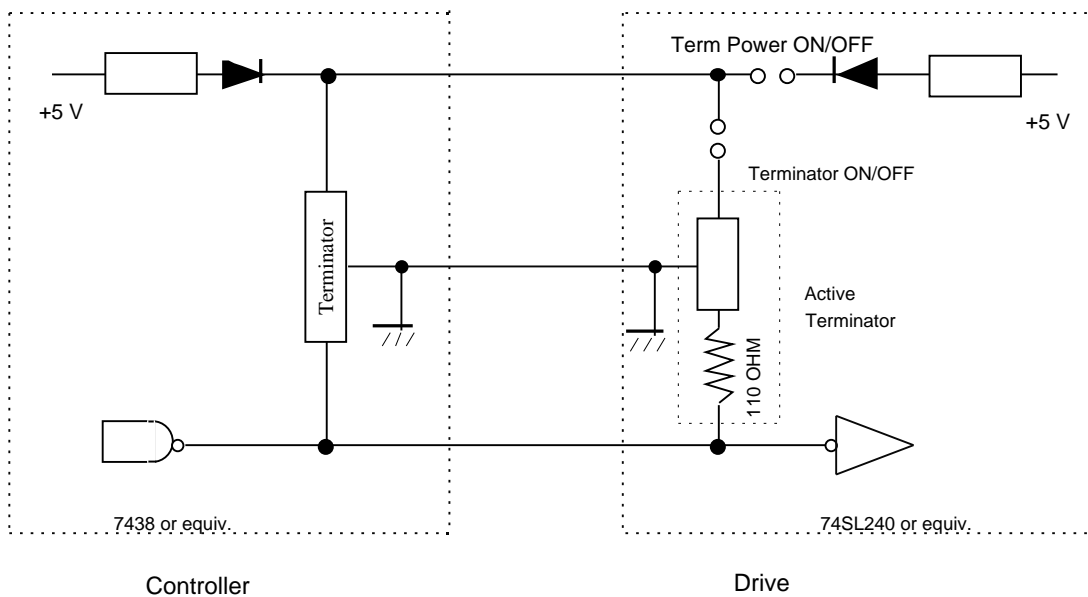 Term Power ON/OFF
+5 V
+5 V
Terminator ON/OFF
Terminator
Active
Terminator
110 OHM
7438 or equiv.
74SL240 or equiv.
Controller
Drive